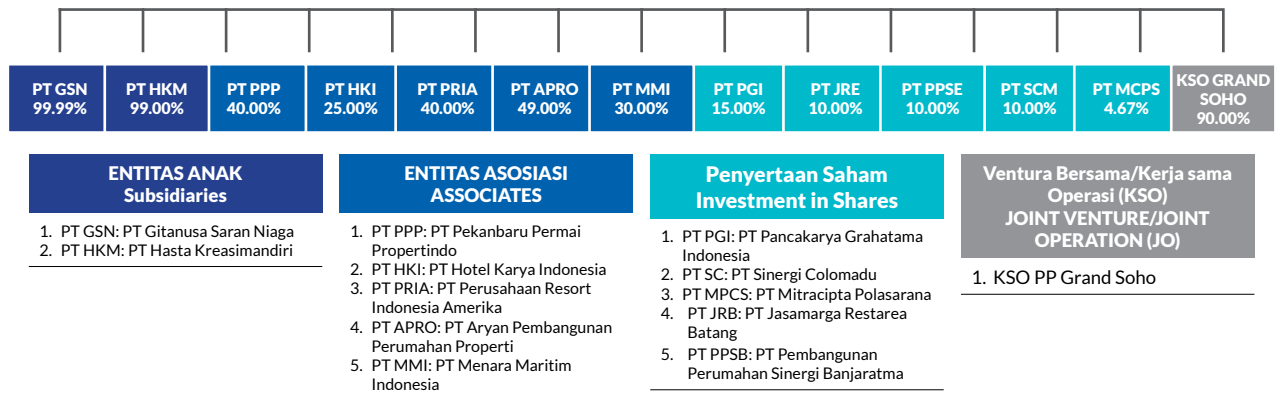 PT GSN
99.99%
PT HKM
99.00%
PT PPP
40.00%
PT HKI
25.00%
PT PRIA
40.00%
PT APRO
49.00%
PT MMI
30.00%
PT PGI
15.00%
PT JRE
10.00%
PT PPSE
10.00%
PT SCM
10.00%
PT MCPS
4.67%
KSO GRAND
SOHO
90.00%
ENTITAS ANAK
Subsidiaries
1. PT GSN: PT Gitanusa Saran Niaga
2. PT HKM: PT Hasta Kreasimandiri
ENTITAS ASOSIASI
ASSOCIATES
1. PT PPP: PT Pekanbaru Permai
Propertindo
2. PT HKI: PT Hotel Karya Indonesia
3. PT PRIA: PT Perusahaan Resort
Indonesia Amerika
4. PT APRO: PT Aryan Pembangunan
Perumahan Properti
5. PT MMI: PT Menara Maritim
Indonesia
Penyertaan Saham
Investment in Shares
1. PT PGI: PT Pancakarya Grahatama
Indonesia
2. PT SC: PT Sinergi Colomadu
3. PT MPCS: PT Mitracipta Polasarana
4. PT JRB: PT Jasamarga Restarea
Batang
5. PT PPSB: PT Pembangunan
Perumahan Sinergi Banjaratma
Ventura Bersama/Kerja sama
Operasi (KSO)
JOINT VENTURE/JOINT
OPERATION (JO)
1. KSO PP Grand Soho